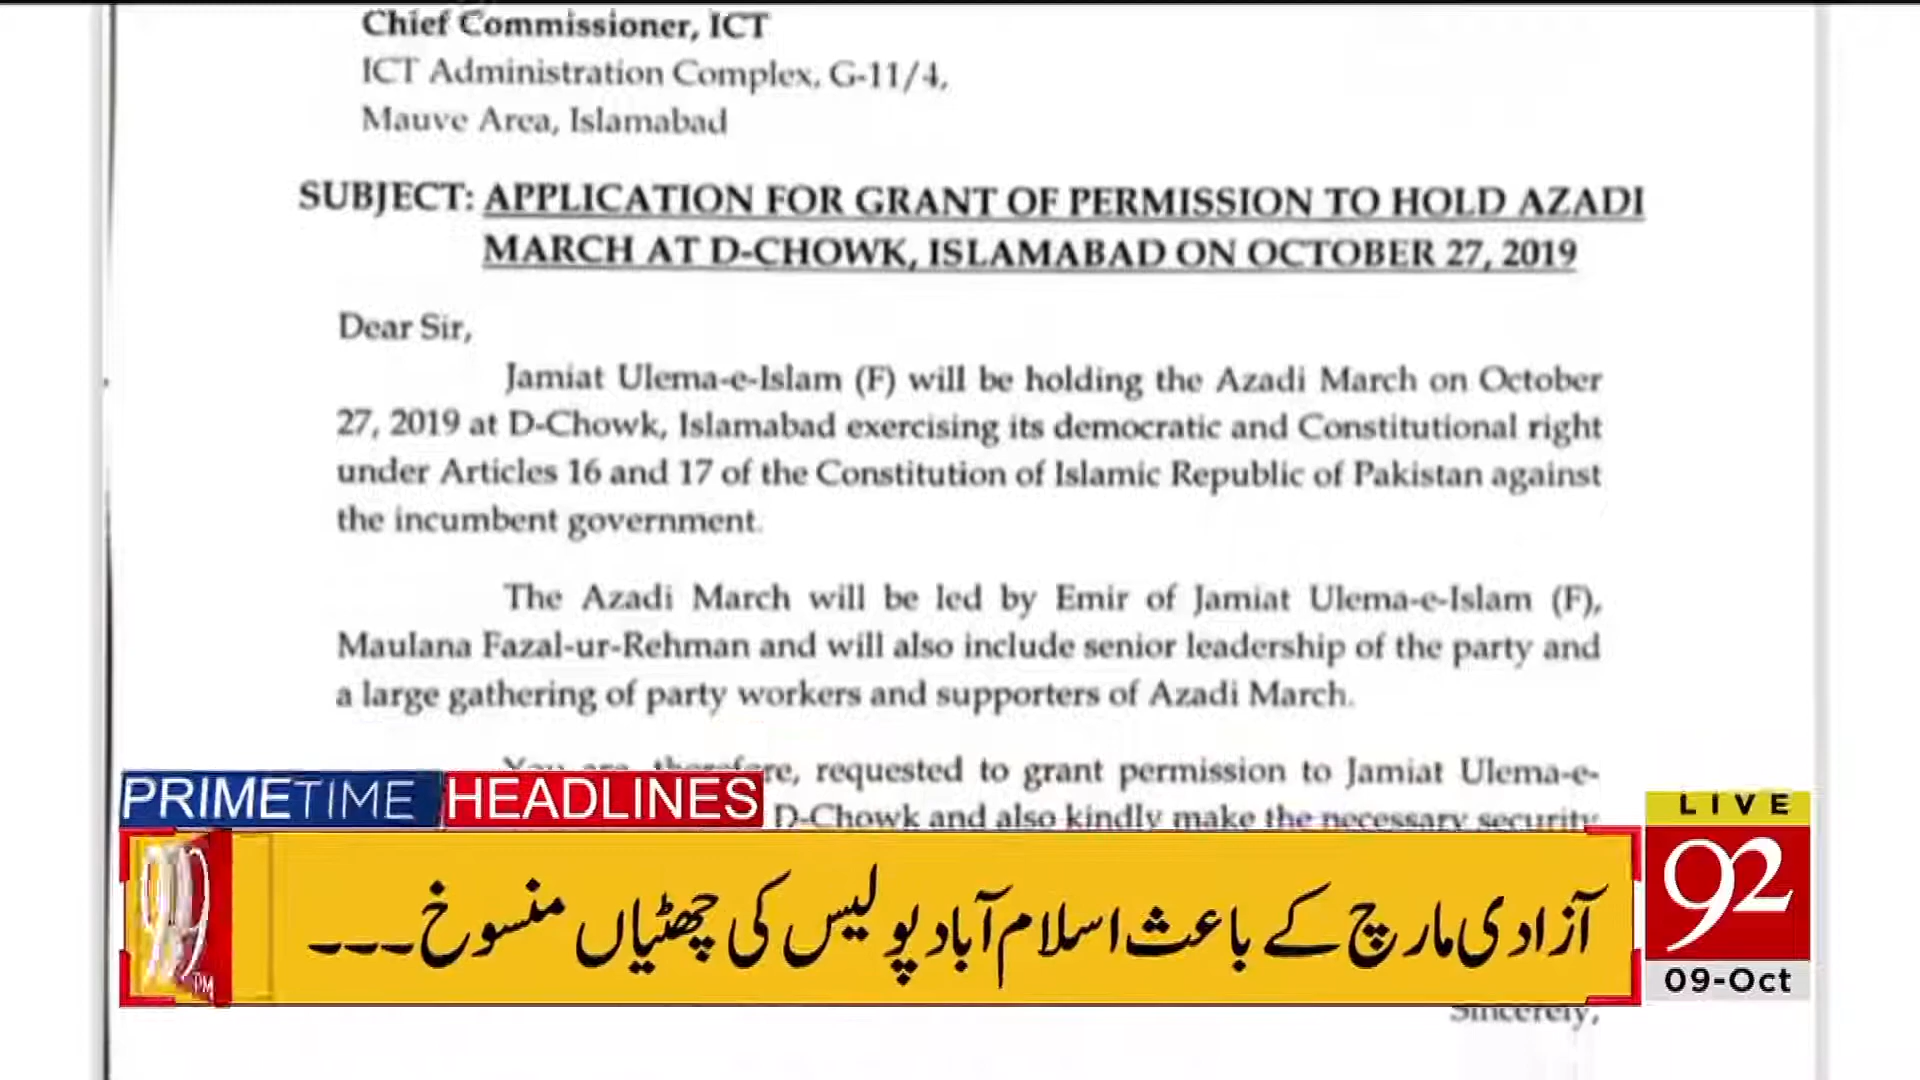 Chief Commissioner, ICT
ICT Administration Complex, G-11/4,
Mauve Area, Islamabad
SUBJECT: APPLICATION FOR GRANT OF PERMISSION TO HOLD AZADI
MARCH AT D-CHOWK, ISLAMABAD ON OCTOBER 27, 2019
Dear Sir,
Jamiat Ulema-e-Islam (F) will be holding the Azadi March on October
27, 2019 at D-Chowk, Islamabad exercising its democratic and Constitutional right
under Articles 16 and 17 of the Constitution of Islamic Republic of Pakistan against
the incumbent government.
The Azadi March will be led by Emir of Jamiat Ulema-e-Islam (F),
Maulana Fazal-ur-Rehman and will also include senior leadership of the party and
a large gathering of party workers and supporters of Azadi March.
You are, therefore, requested to grant permission to Jamiat Ulema-e-
D-Chowk and also kindly make the necessary security
PRIMETIME HEADLINES
LIVE
آزادی مارچ کے باعث اسلام آباد پولیس کی چھٹیاں منسوخ ---
92
PM
09-Oct
Sincerely,